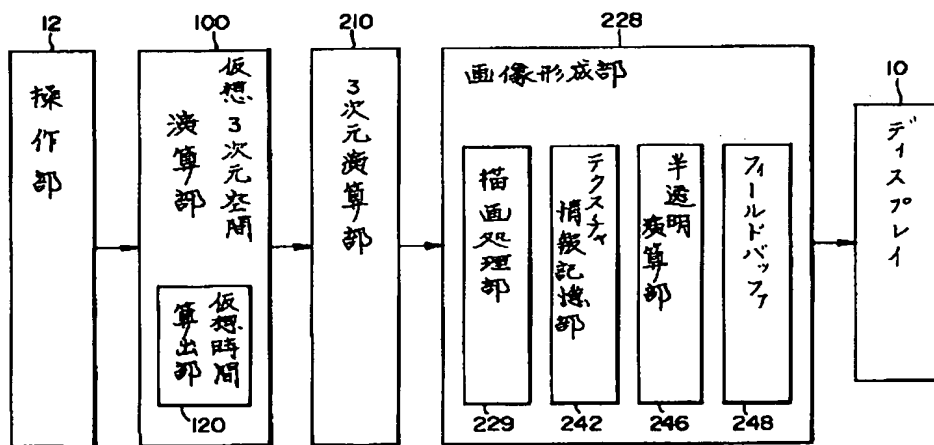 12
操作部
100
仮想3次元空間
演算部
仮想時間
算出部
120
210
3次元演算部
228
画像形成部
描画処理部
229
テクスチャ
情報記憶部
242
半透明
演算部
246
フィールドバッファ
248
10
ディスプレイ